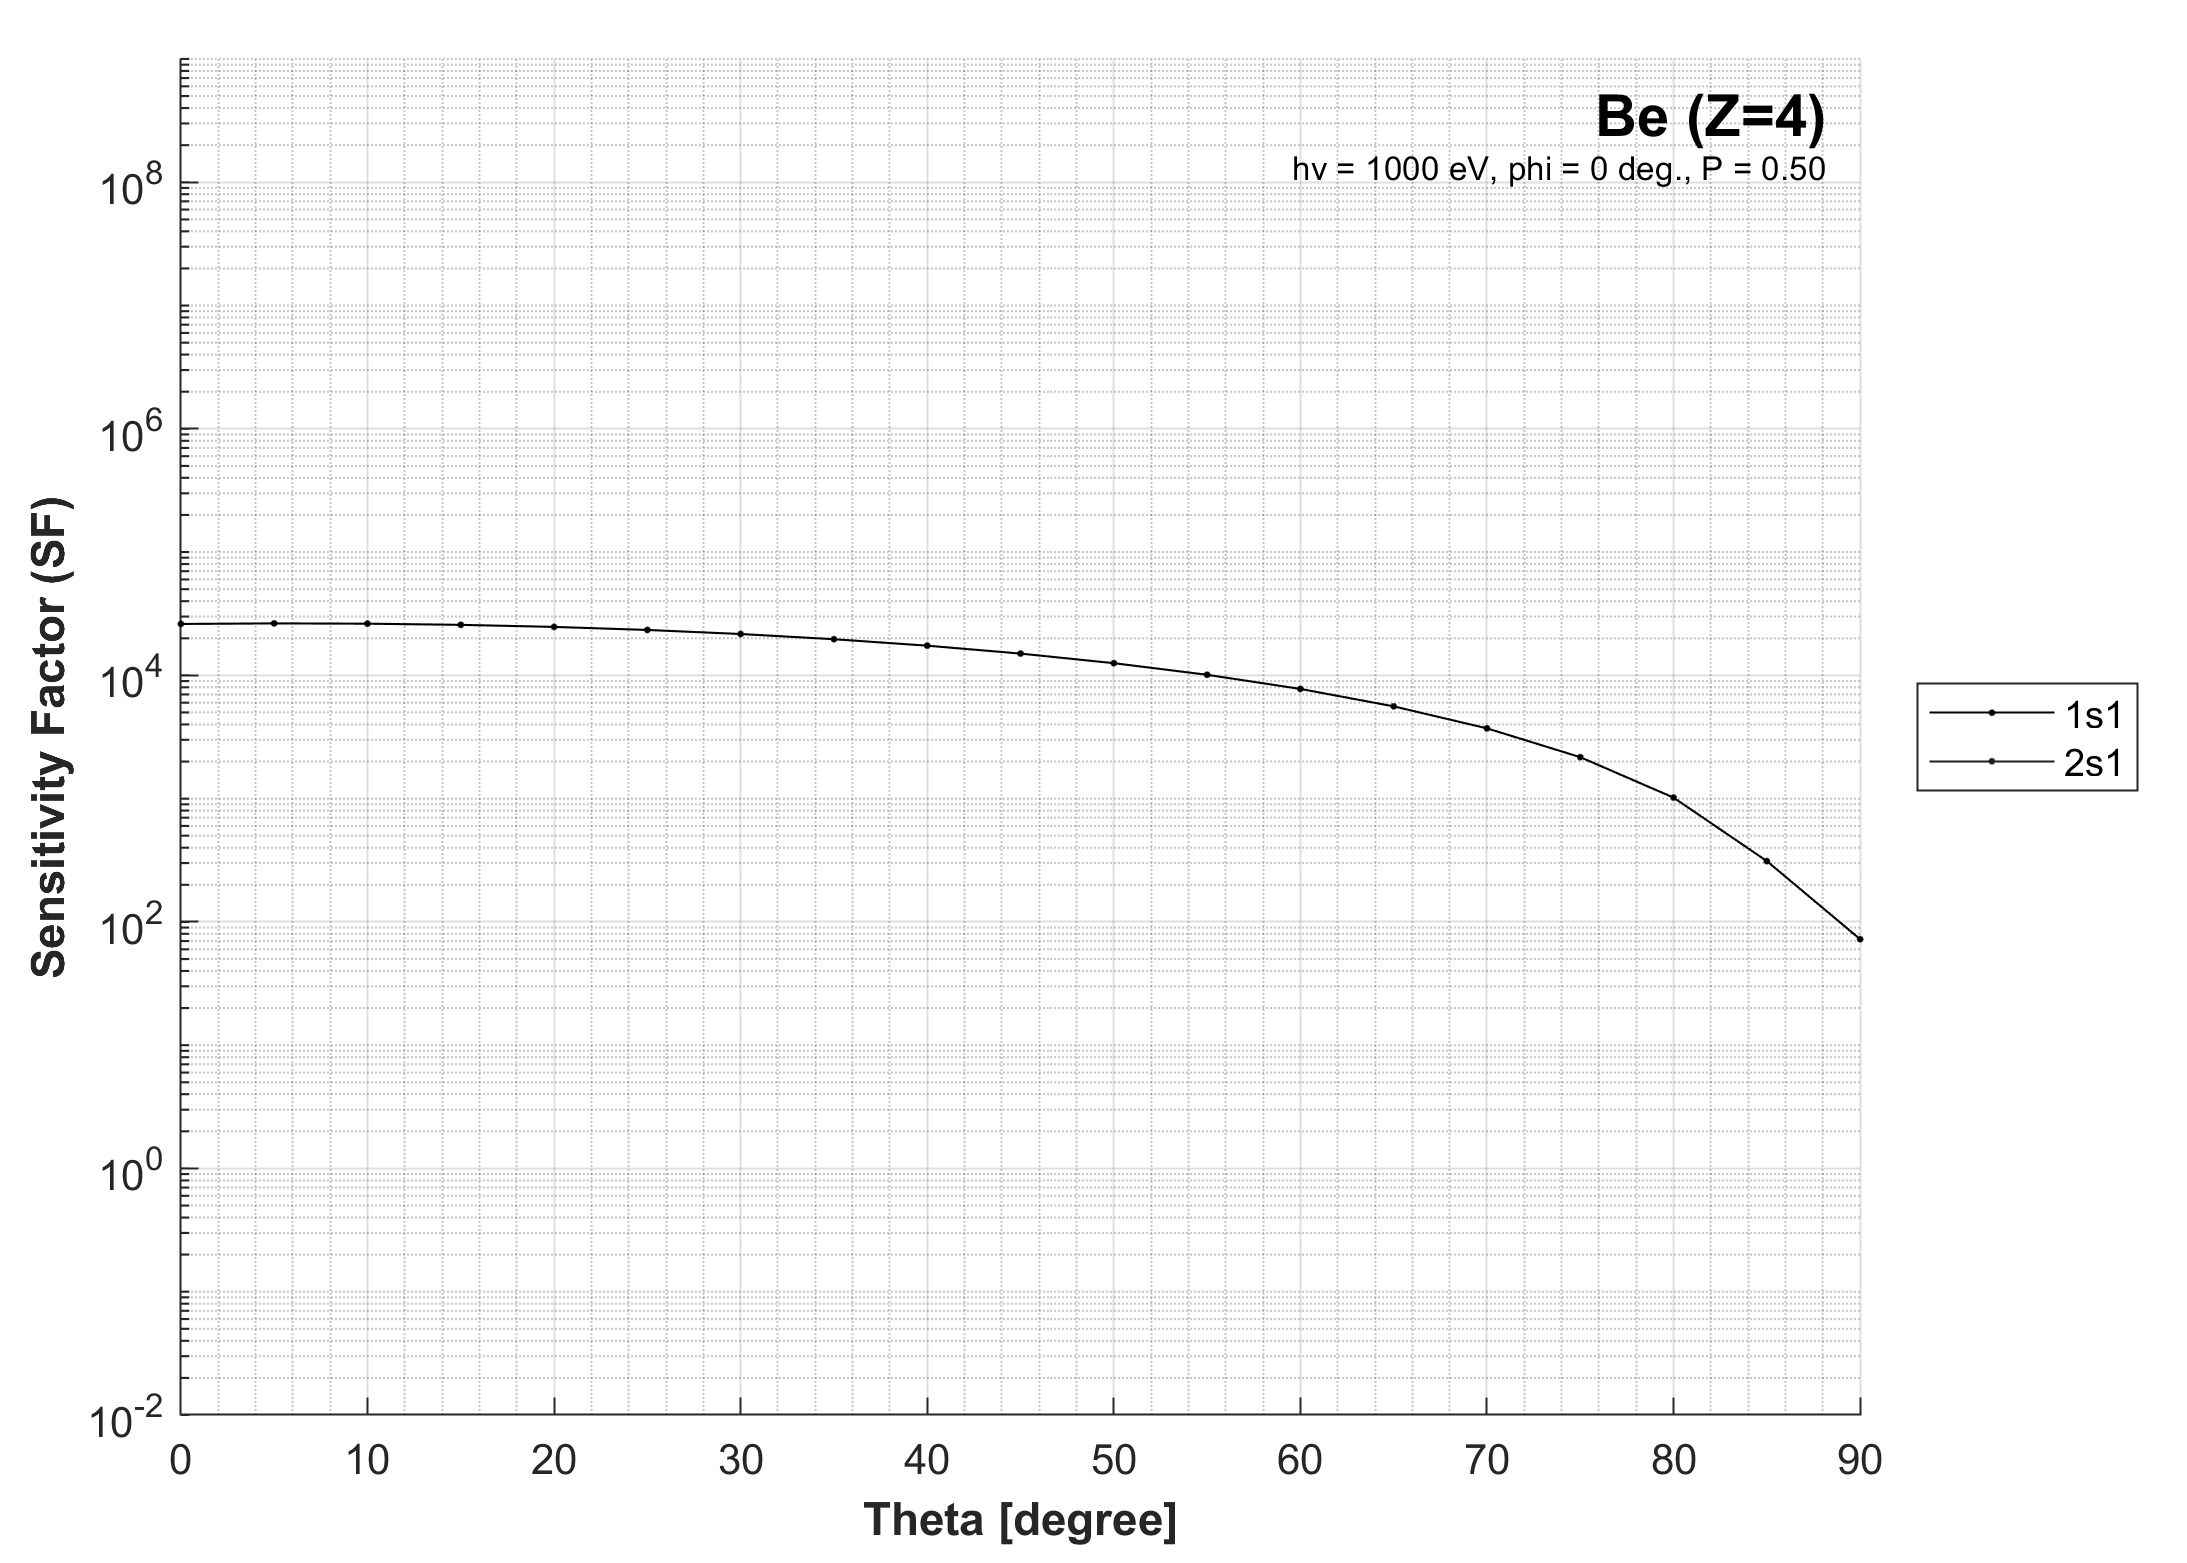 Be (Z=4)
hv = 1000 eV, phi = 0 deg., P = 0.50
10^8
10^6
10^4
10^2
10^0
10^-2
Sensitivity Factor (SF)
1s1
2s1
0 10 20 30 40 50 60 70 80 90
Theta [degree]